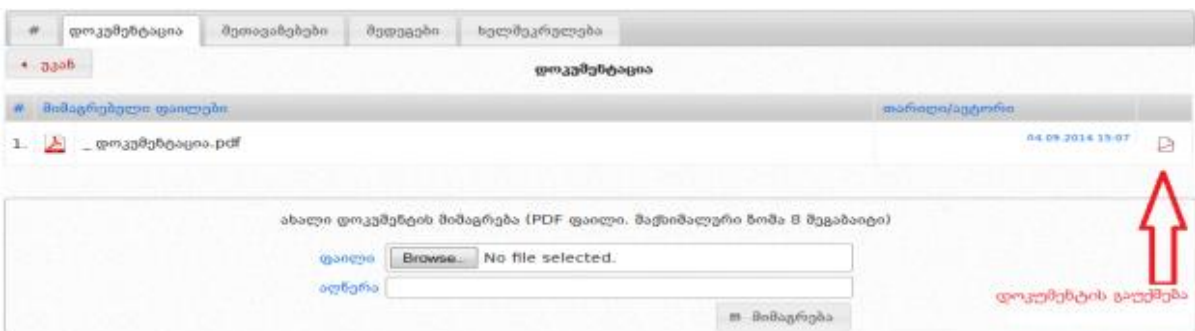 # დოკუმენტაცია შეთავაზებები შედეგები ხელშეკრულება
უკან დოკუმენტაცია
# მიმაგრებული ფაილები თარიღი/ავტორი
1. _ დოკუმენტაცია.pdf 04.09.2014 15:07
ახალი დოკუმენტის მიმაგრება (PDF ფაილი. მაქსიმალური ზომა 8 მეგაბაიტი)
ფაილი Browse... No file selected.
აღწერა
დოკუმენტის გაუქმება
მიმაგრება